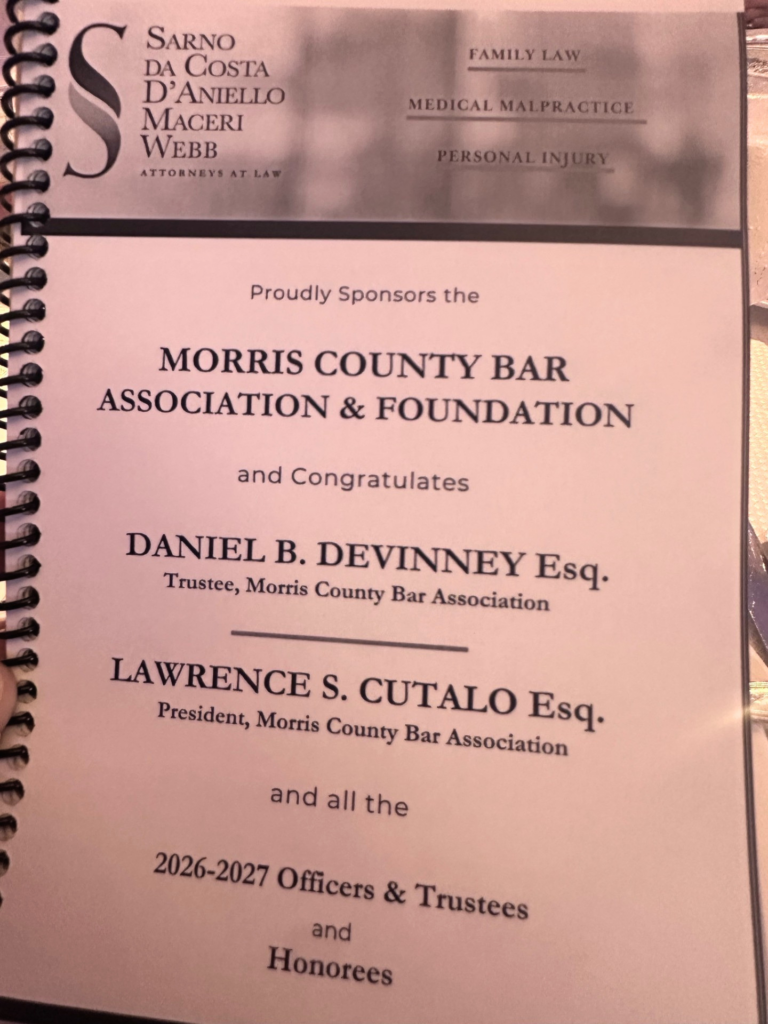 SARNO
DA COSTA
D'ANIELLO
MACERI
WEBB
ATTORNEYS AT LAW
FAMILY LAW
MEDICAL MALPRACTICE
PERSONAL INJURY
Proudly Sponsors the
MORRIS COUNTY BAR
ASSOCIATION & FOUNDATION
and Congratulates
DANIEL B. DEVINNEY Esq.
Trustee, Morris County Bar Association
LAWRENCE S. CUTALO Esq.
President, Morris County Bar Association
and all the
2026-2027 Officers & Trustees
and
Honorees